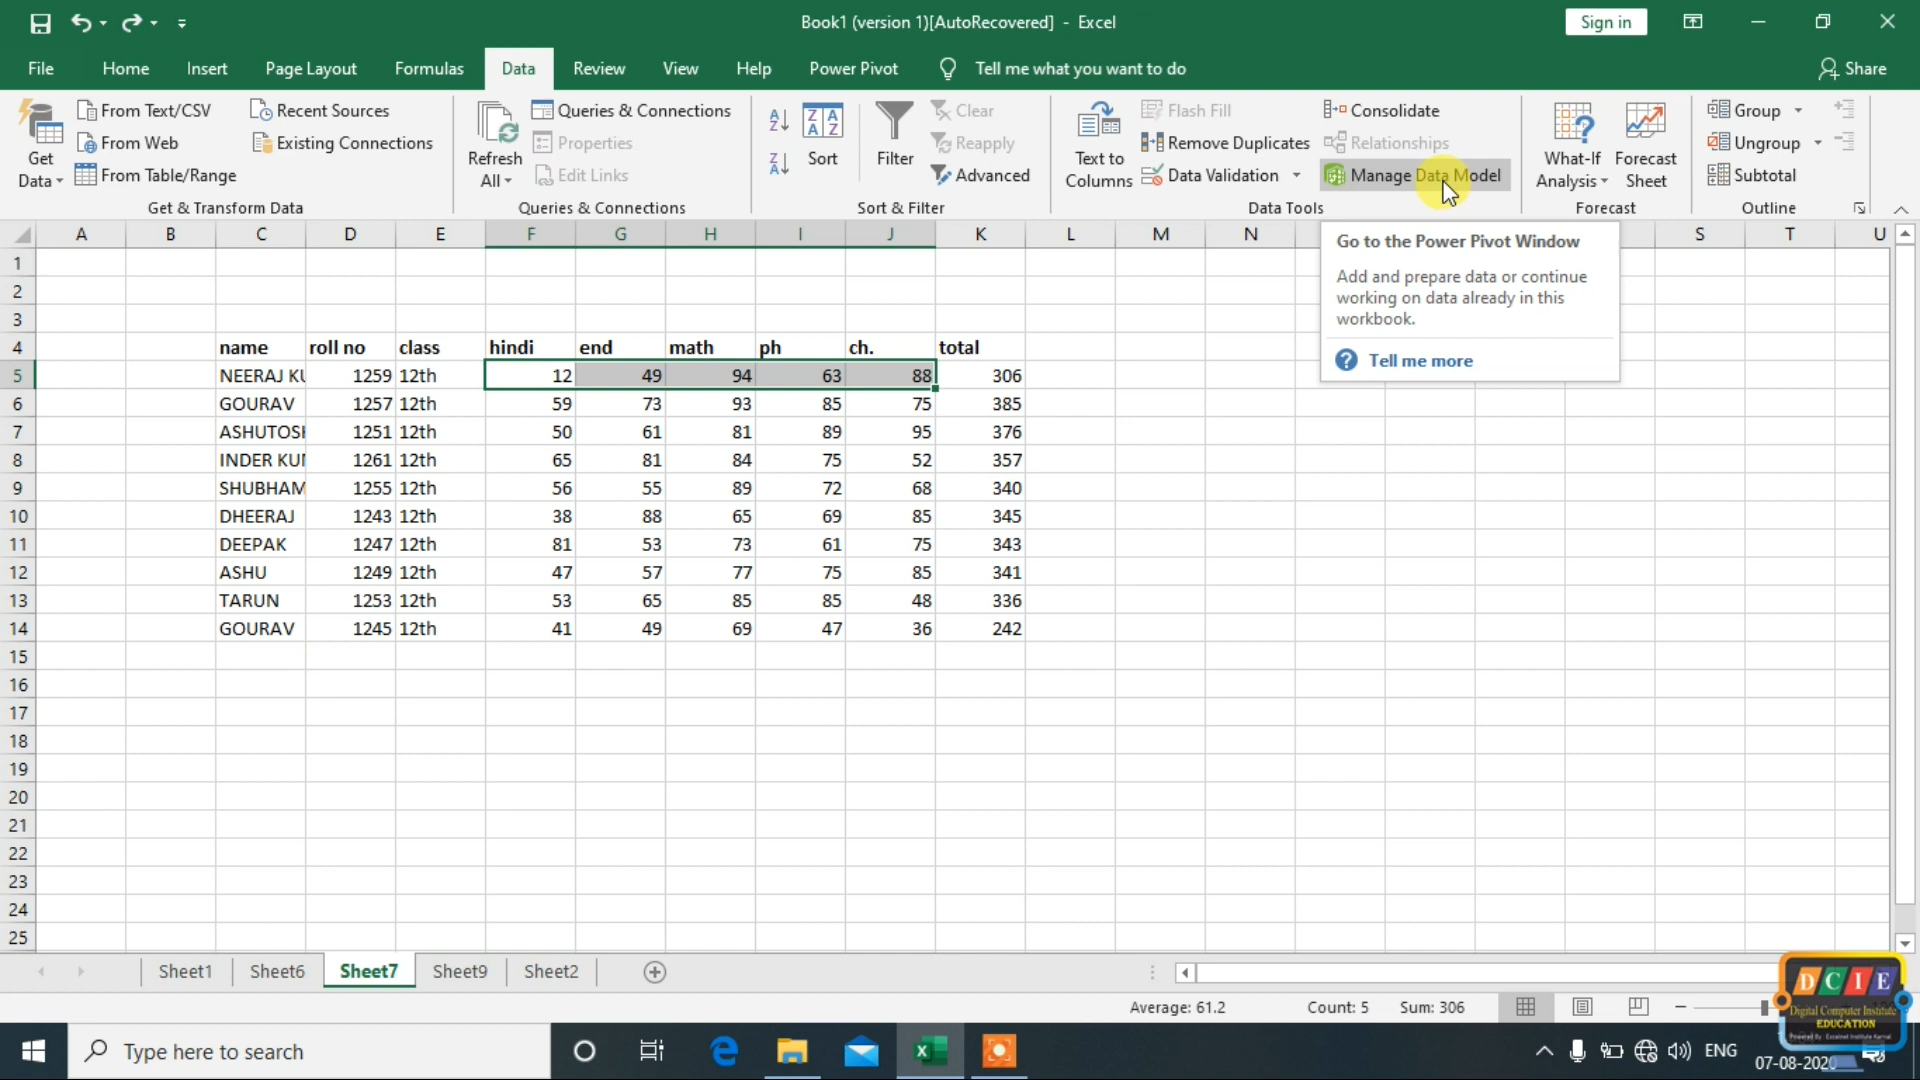 Book1 (version 1)[AutoRecovered] - Excel
Sign in
File Home Insert Page Layout Formulas Data Review View Help Power Pivot Tell me what you want to do Share
From Text/CSV Recent Sources Queries & Connections Clear Flash Fill Consolidate Group
From Web Existing Connections Properties Reapply Remove Duplicates Relationships Ungroup
Get Data From Table/Range Refresh All Edit Links Sort Filter Advanced Text to Columns Data Validation Manage Data Model What-If Analysis Forecast Sheet Subtotal
Get & Transform Data Queries & Connections Sort & Filter Data Tools Forecast Outline
A B C D E F G H I J K L M N S T U
Go to the Power Pivot Window
Add and prepare data or continue
working on data already in this
workbook.
Tell me more
1
2
3
4 name roll no class hindi end math ph ch. total
5 NEERAJ KU 1259 12th 12 49 94 63 88 306
6 GOURAV 1257 12th 59 73 93 85 75 385
7 ASHUTOSH 1251 12th 50 61 81 89 95 376
8 INDER KUI 1261 12th 65 81 84 75 52 357
9 SHUBHAM 1255 12th 56 55 89 72 68 340
10 DHEERAJ 1243 12th 38 88 65 69 85 345
11 DEEPAK 1247 12th 81 53 73 61 75 343
12 ASHU 1249 12th 47 57 77 75 85 341
13 TARUN 1253 12th 53 65 85 85 48 336
14 GOURAV 1245 12th 41 49 69 47 36 242
15
16
17
18
19
20
21
22
23
24
25
Sheet1 Sheet6 Sheet7 Sheet9 Sheet2
Average: 61.2 Count: 5 Sum: 306
DCIE
Digital Computer Institute
EDUCATION
Type here to search
ENG
07-08-2020